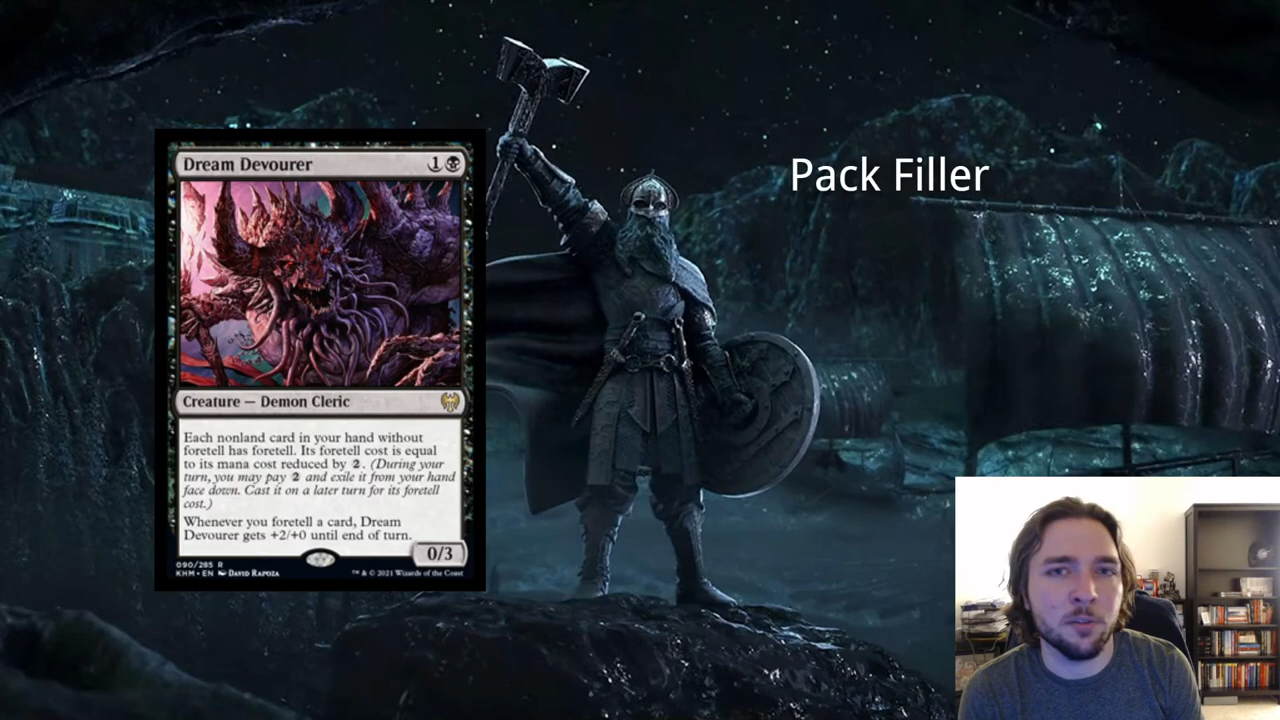 Dream Devourer
1
Pack Filler
Creature — Demon Cleric
Each nonland card in your hand without
foretell has foretell. Its foretell cost is equal
to its mana cost reduced by 2. (During your
turn, you may pay 2 and exile it from your hand
face down. Cast it on a later turn for its foretell
cost.)
Whenever you foretell a card, Dream
Devourer gets +2/+0 until end of turn.
0/3
090/285 R
KHM • EN DAVID RAPOZA
™ & © 2021 Wizards of the Coast